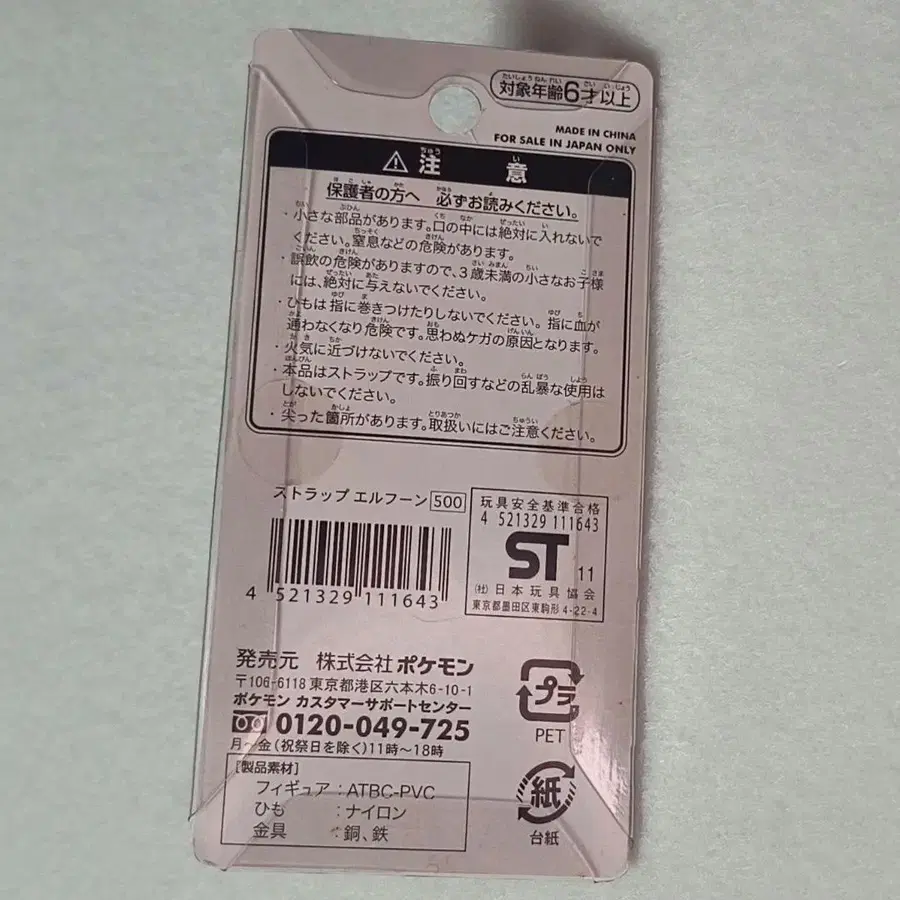 対象年齢6才以上
MADE IN CHINA
FOR SALE IN JAPAN ONLY
⚠注意
保護者の方へ 必ずお読みください。
・小さな部品があります。口の中には絶対に入れないで
ください。窒息などの危険があります。
・誤飲の危険がありますので、3歳未満の小さなお子様
には、絶対に与えないでください。
・ひもは指に巻きつけたりしないでください。指に血が
通わなくなり危険です。思わぬケガの原因となります。
・火気に近づけないでください。
・本品はストラップです。振り回すなどの乱暴な使用は
しないでください。
・尖った箇所があります。取扱いにはご注意ください。
ストラップ エルフーン 500
4 521329 111643
玩具安全基準合格
4 521329 111643
ST 11
(社)日本玩具協会
東京都墨田区東駒形4-22-4
発売元 株式会社ポケモン
〒106-6118 東京都港区六本木6-10-1
ポケモン カスタマーサポートセンター
0120-049-725
月〜金(祝祭日を除く)11時〜18時
[製品素材]
フィギュア:ATBC-PVC
ひも:ナイロン
金具:銅、鉄
プラ
PET
紙
台紙